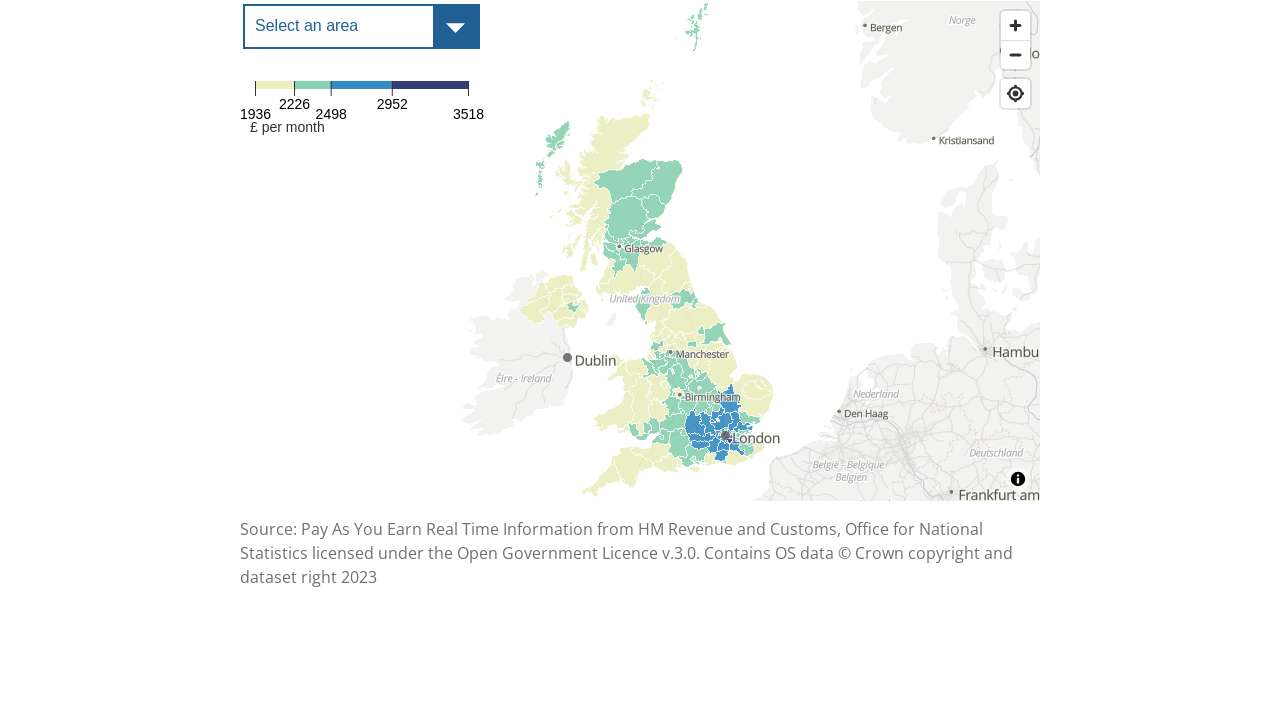 Select an area
1936
2226
2498
2952
3518
£ per month
Norge
Bergen
Kristiansand
Glasgow
United Kingdom
Dublin
Manchester
Éire - Ireland
Birmingham
London
Hambu
Nederland
Den Haag
België - Belgique
Belgien
Deutschland
Frankfurt am
Source: Pay As You Earn Real Time Information from HM Revenue and Customs, Office for National
Statistics licensed under the Open Government Licence v.3.0. Contains OS data © Crown copyright and
dataset right 2023